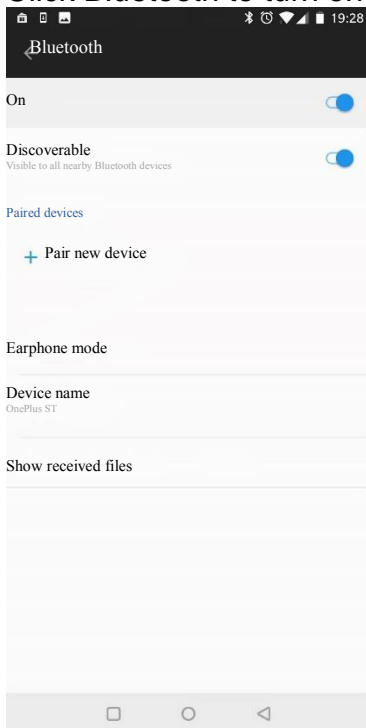 Click Bluetooth to turn on
19:28
Bluetooth
On
Discoverable
Visible to all nearby Bluetooth devices
Paired devices
+ Pair new device
Earphone mode
Device name
OnePlus ST
Show received files